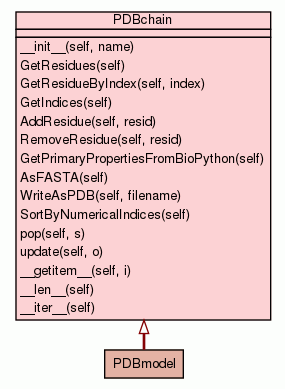 PDBchain
__init__(self, name)
GetResidues(self)
GetResidueByIndex(self, index)
GetIndices(self)
AddResidue(self, resid)
RemoveResidue(self, resid)
GetPrimaryPropertiesFromBioPython(self)
AsFASTA(self)
WriteAsPDB(self, filename)
SortByNumericalIndices(self)
pop(self, s)
update(self, o)
__getitem__(self, i)
__len__(self)
__iter__(self)
PDBmodel